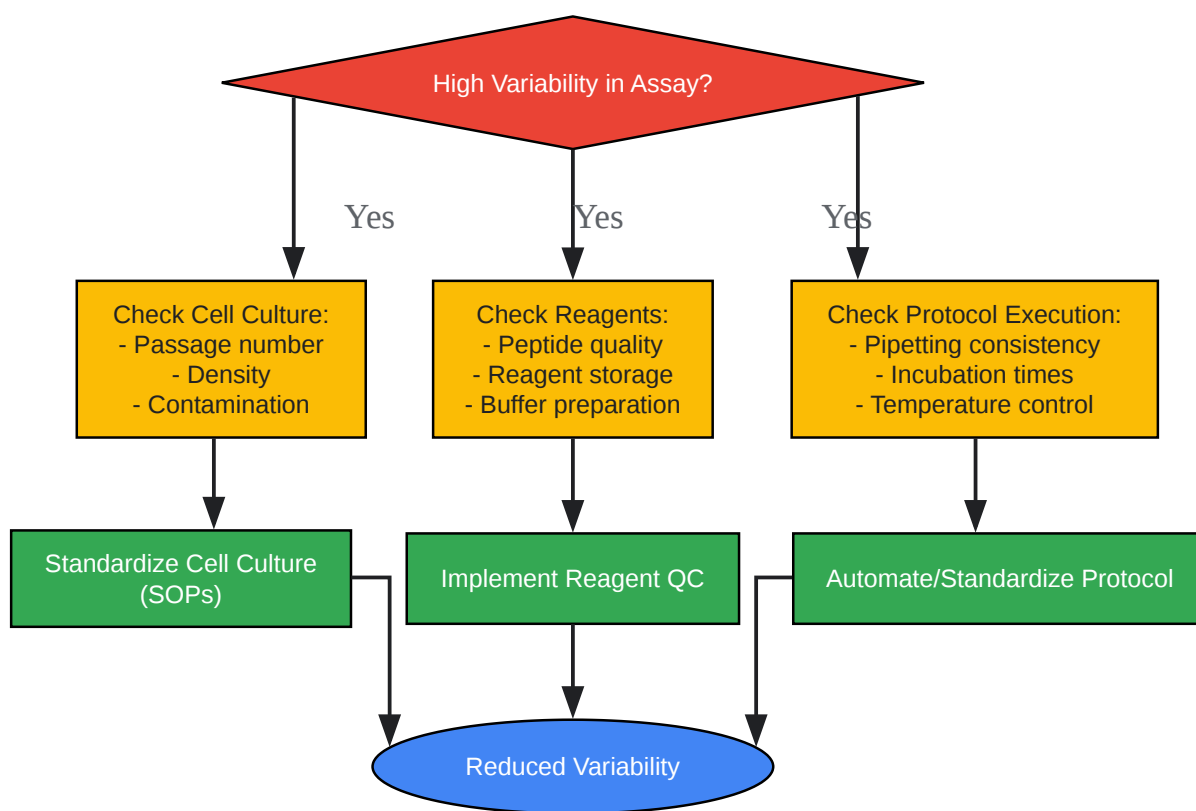 High Variability in Assay?
Yes
Yes
Yes
Check Cell Culture:
- Passage number
- Density
- Contamination
Check Reagents:
- Peptide quality
- Reagent storage
- Buffer preparation
Check Protocol Execution:
- Pipetting consistency
- Incubation times
- Temperature control
Standardize Cell Culture
(SOPs)
Implement Reagent QC
Automate/Standardize Protocol
Reduced Variability